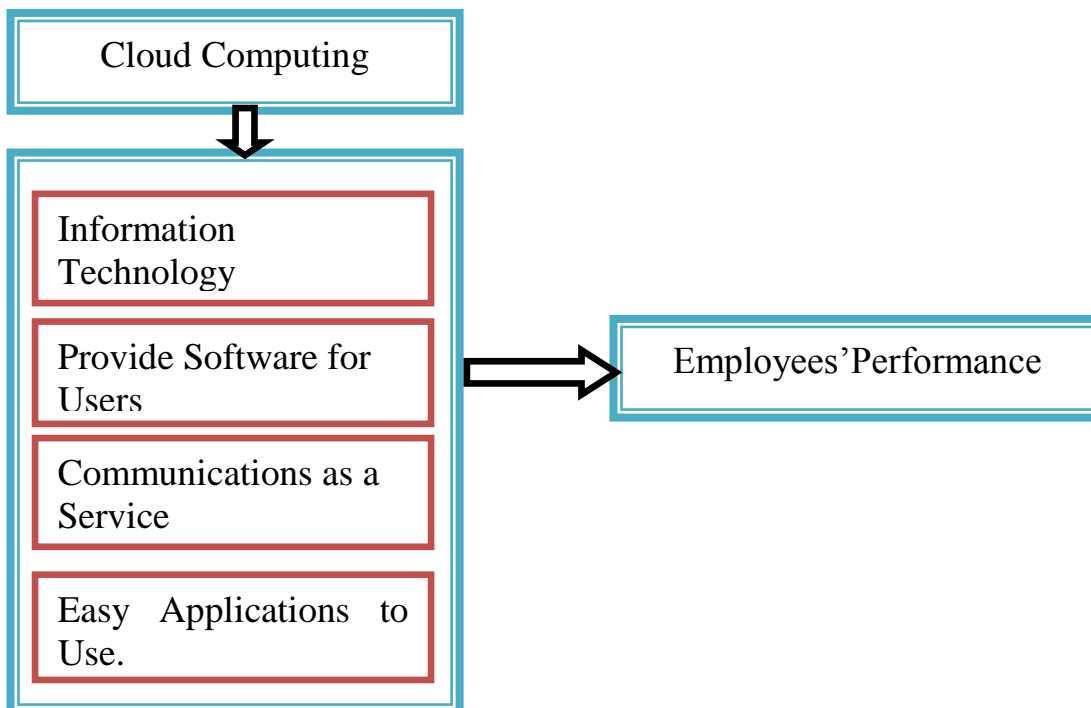 Cloud Computing
Information
Technology
Provide Software for
Users
Communications as a
Service
Easy Applications to
Use.
Employees’Performance